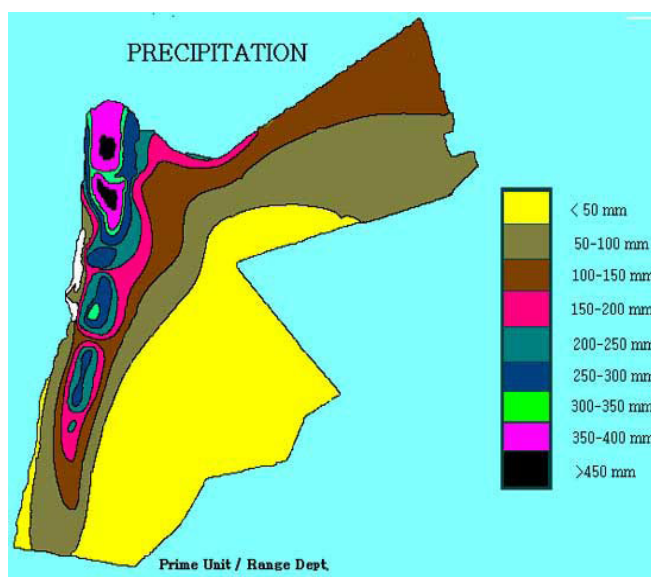 PRECIPITATION
< 50 mm
50-100 mm
100-150 mm
150-200 mm
200-250 mm
250-300 mm
300-350 mm
350-400 mm
>450 mm
Prime Unit / Range Dept.